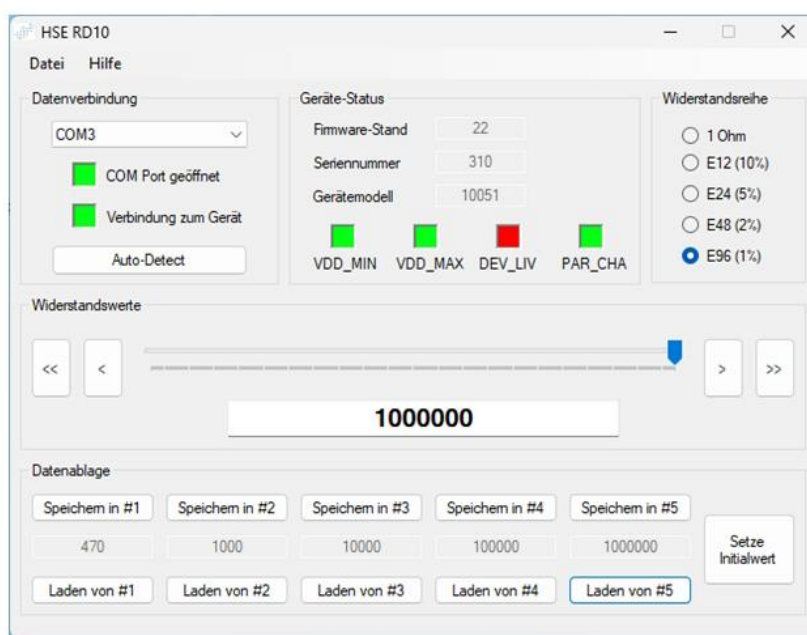 HSE RD10
Datei Hilfe
Datenverbindung
COM3
COM Port geöffnet
Verbindung zum Gerät
Auto-Detect
Geräte-Status
Firmware-Stand 22
Seriennummer 310
Gerätemodell 10051
VDD_MIN VDD_MAX DEV_LIV PAR_CHA
Widerstandsreihe
1 Ohm
E12 (10%)
E24 (5%)
E48 (2%)
E96 (1%)
Widerstandswerte
<< < > >>
1000000
Datenablage
Speichern in #1 Speichern in #2 Speichern in #3 Speichern in #4 Speichern in #5
470 1000 10000 100000 1000000
Laden von #1 Laden von #2 Laden von #3 Laden von #4 Laden von #5
Setze
Initialwert